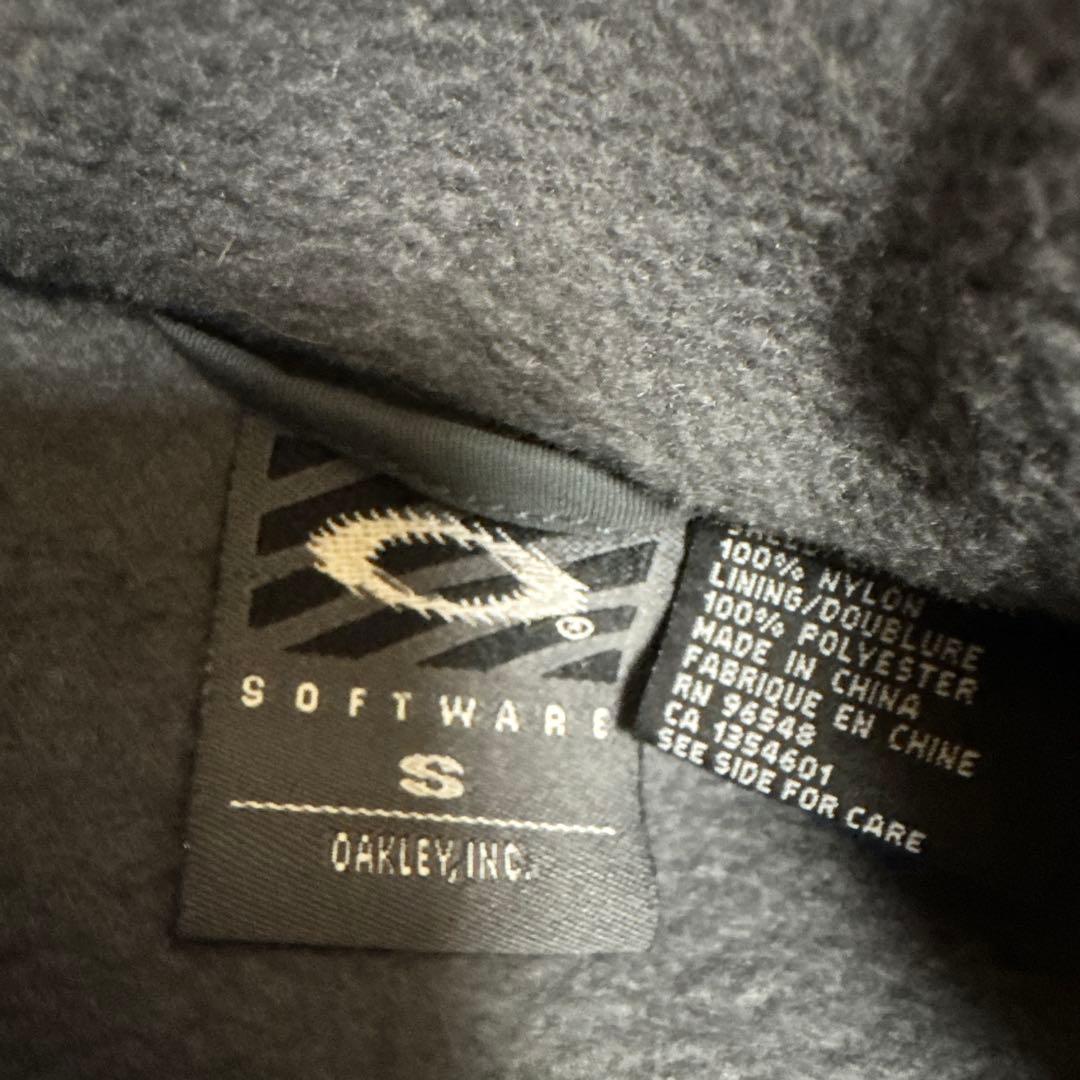 ®
SOFTWARE
S
OAKLEY, INC.
100% NYLON
LINING/DOUBLURE
100% POLYESTER
MADE IN CHINA
FABRIQUE EN CHINE
RN 96548
CA 1354601
SEE SIDE FOR CARE